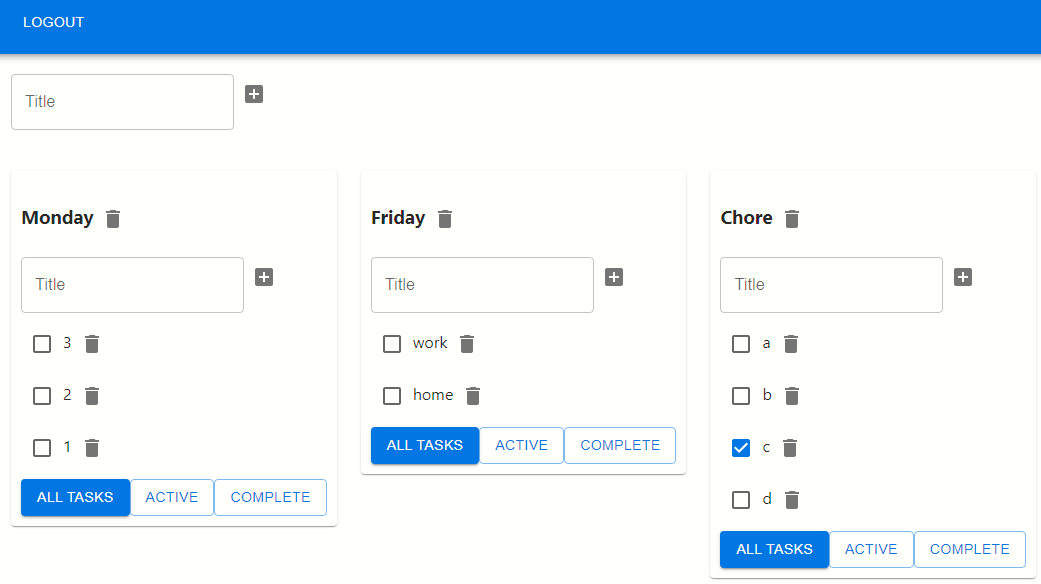 LOGOUT
Title
Monday
Title
3
2
1
ALL TASKS ACTIVE COMPLETE
Friday
Title
work
home
ALL TASKS ACTIVE COMPLETE
Chore
Title
a
b
c
d
ALL TASKS ACTIVE COMPLETE